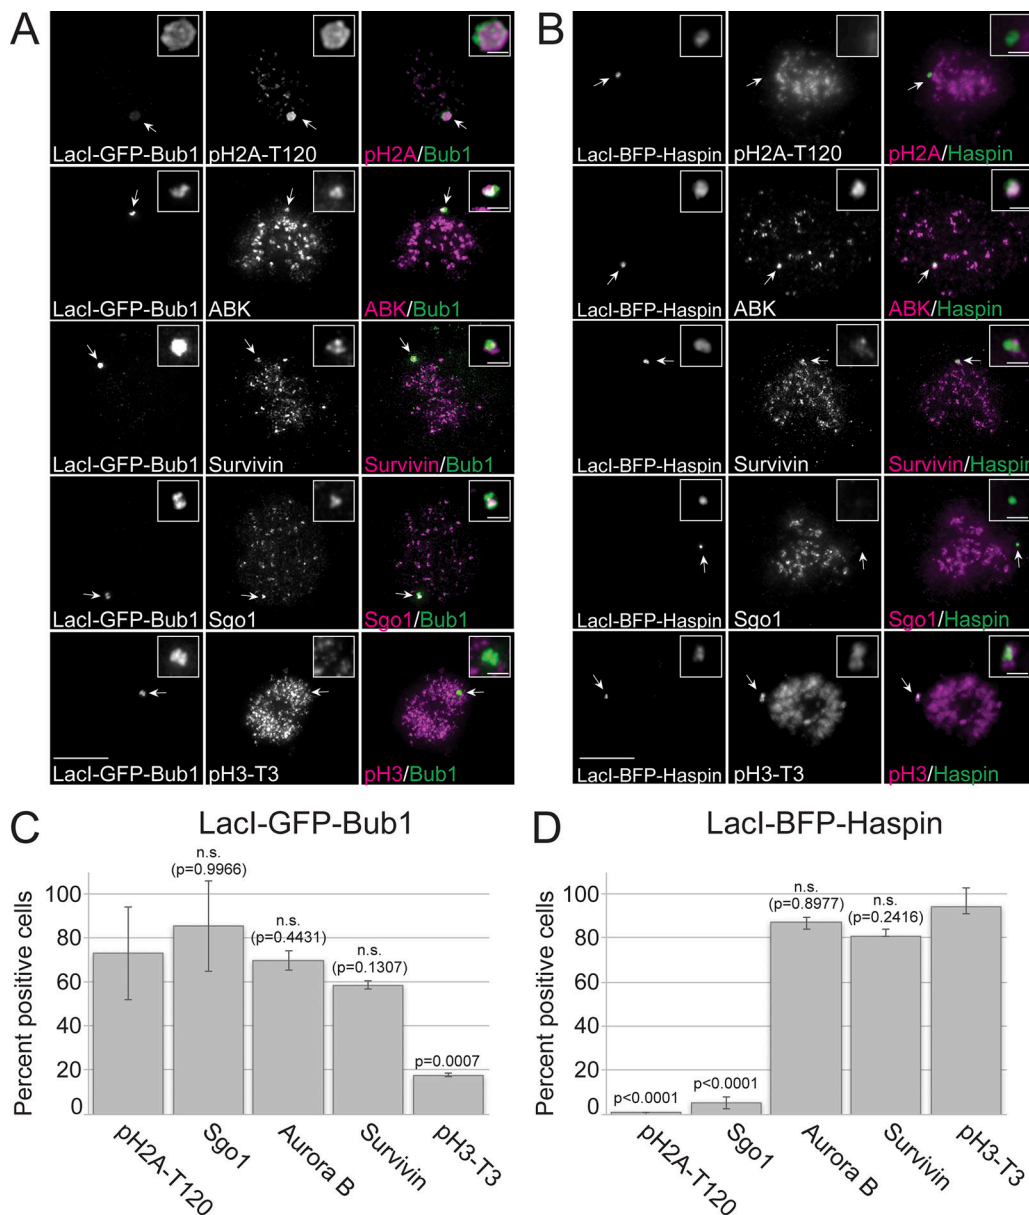 A
LacI-GFP-Bub1
pH2A-T120
pH2A/Bub1
LacI-GFP-Bub1
ABK
ABK/Bub1
LacI-GFP-Bub1
Survivin
Survivin/Bub1
LacI-GFP-Bub1
Sgo1
Sgo1/Bub1
LacI-GFP-Bub1
pH3-T3
pH3/Bub1
B
LacI-BFP-Haspin
pH2A-T120
pH2A/Haspin
LacI-BFP-Haspin
ABK
ABK/Haspin
LacI-BFP-Haspin
Survivin
Survivin/Haspin
LacI-BFP-Haspin
Sgo1
Sgo1/Haspin
LacI-BFP-Haspin
pH3-T3
pH3/Haspin
C
LacI-GFP-Bub1
Percent positive cells
100
80
60
40
20
0
n.s.
(p=0.9966)
n.s.
(p=0.4431)
n.s.
(p=0.1307)
p=0.0007
pH2A-T120
Sgo1
Aurora B
Survivin
pH3-T3
D
LacI-BFP-Haspin
Percent positive cells
100
80
60
40
20
0
p<0.0001
p<0.0001
n.s.
(p=0.8977)
n.s.
(p=0.2416)
pH2A-T120
Sgo1
Aurora B
Survivin
pH3-T3